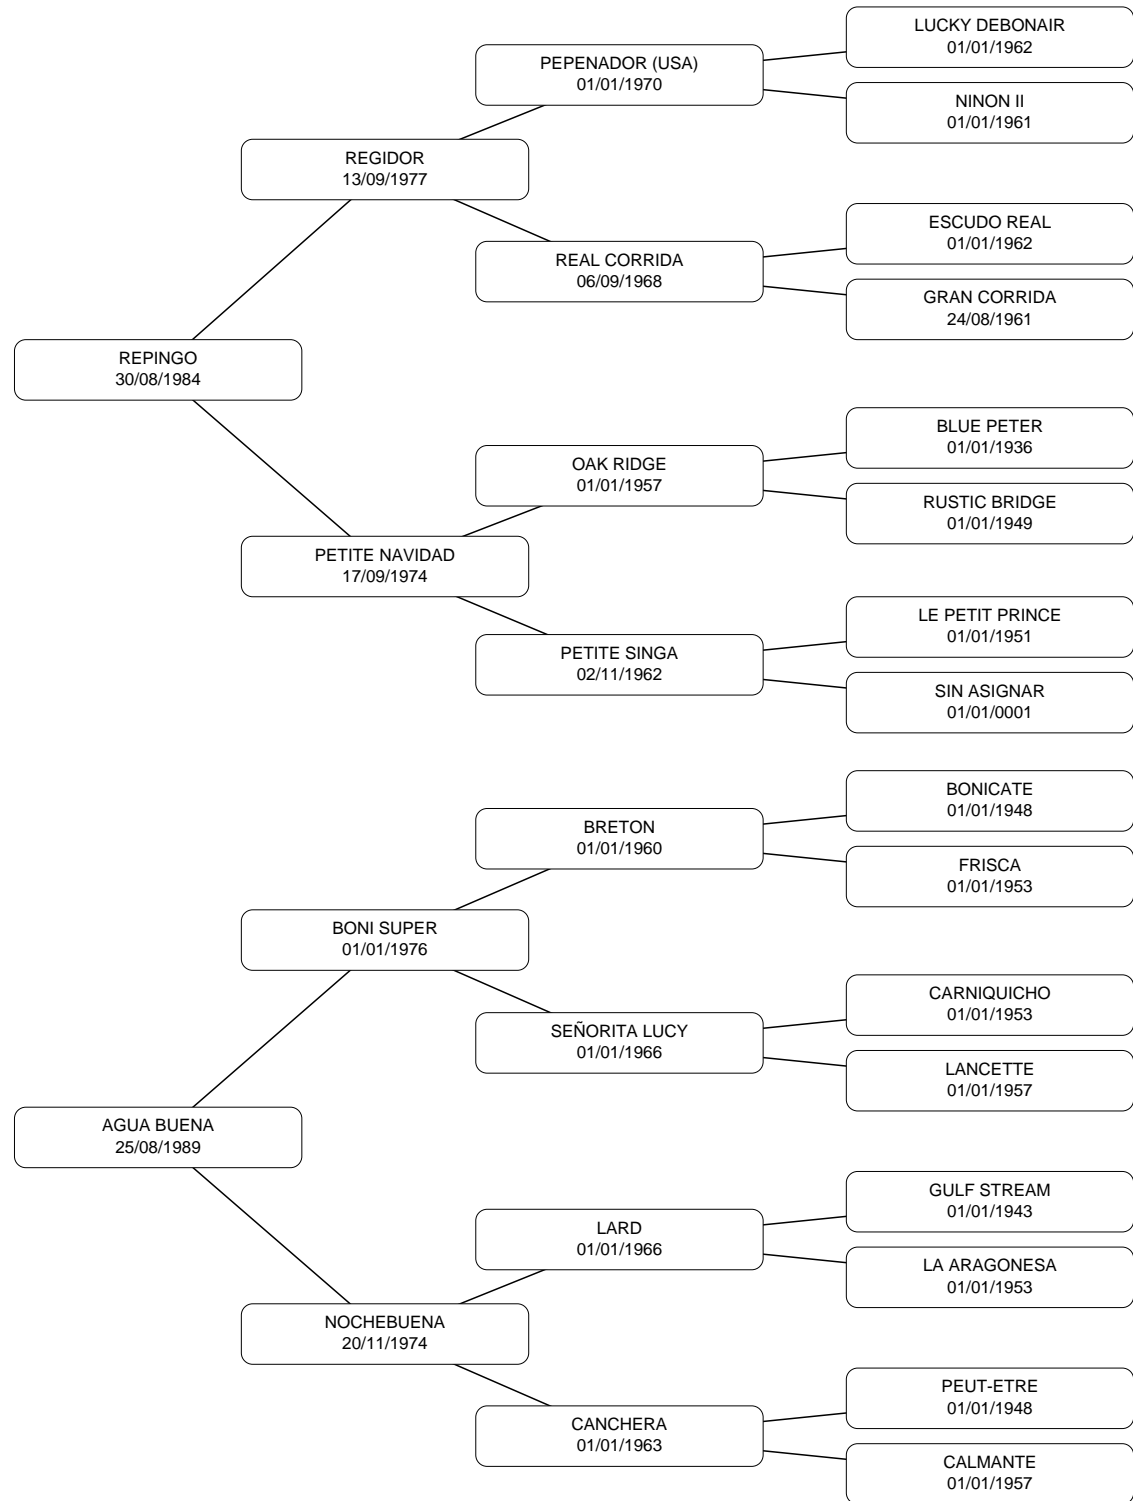 LUCKY DEBONAIR
01/01/1962
PEPENADOR (USA)
01/01/1970
NINON II
01/01/1961
REGIDOR
13/09/1977
ESCUDO REAL
01/01/1962
REAL CORRIDA
06/09/1968
GRAN CORRIDA
24/08/1961
REPINGO
30/08/1984
BLUE PETER
01/01/1936
OAK RIDGE
01/01/1957
RUSTIC BRIDGE
01/01/1949
PETITE NAVIDAD
17/09/1974
LE PETIT PRINCE
01/01/1951
PETITE SINGA
02/11/1962
SIN ASIGNAR
01/01/0001
BONICATE
01/01/1948
BRETON
01/01/1960
FRISCA
01/01/1953
BONI SUPER
01/01/1976
CARNIQUICHO
01/01/1953
SEÑORITA LUCY
01/01/1966
LANCETTE
01/01/1957
AGUA BUENA
25/08/1989
GULF STREAM
01/01/1943
LARD
01/01/1966
LA ARAGONESA
01/01/1953
NOCHEBUENA
20/11/1974
PEUT-ETRE
01/01/1948
CANCHERA
01/01/1963
CALMANTE
01/01/1957